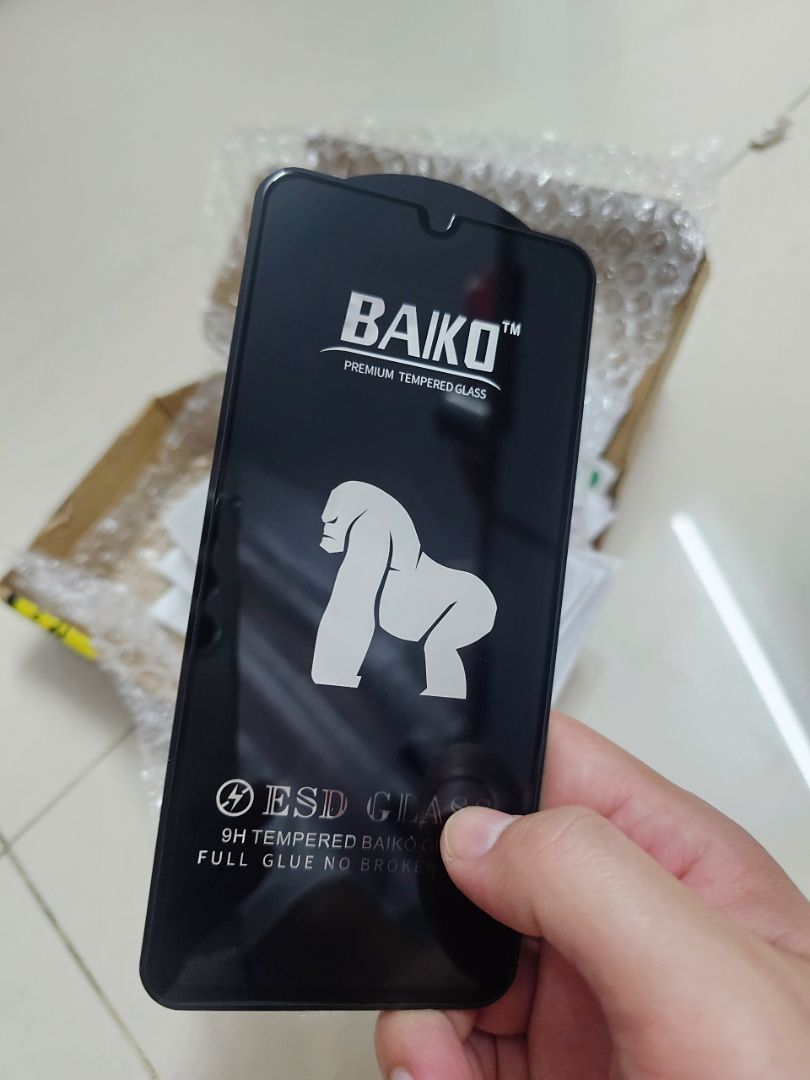 BAIKO™
PREMIUM TEMPERED GLASS
ESD GLASS
9H TEMPERED BAIKO
FULL GLUE NO BROKEN